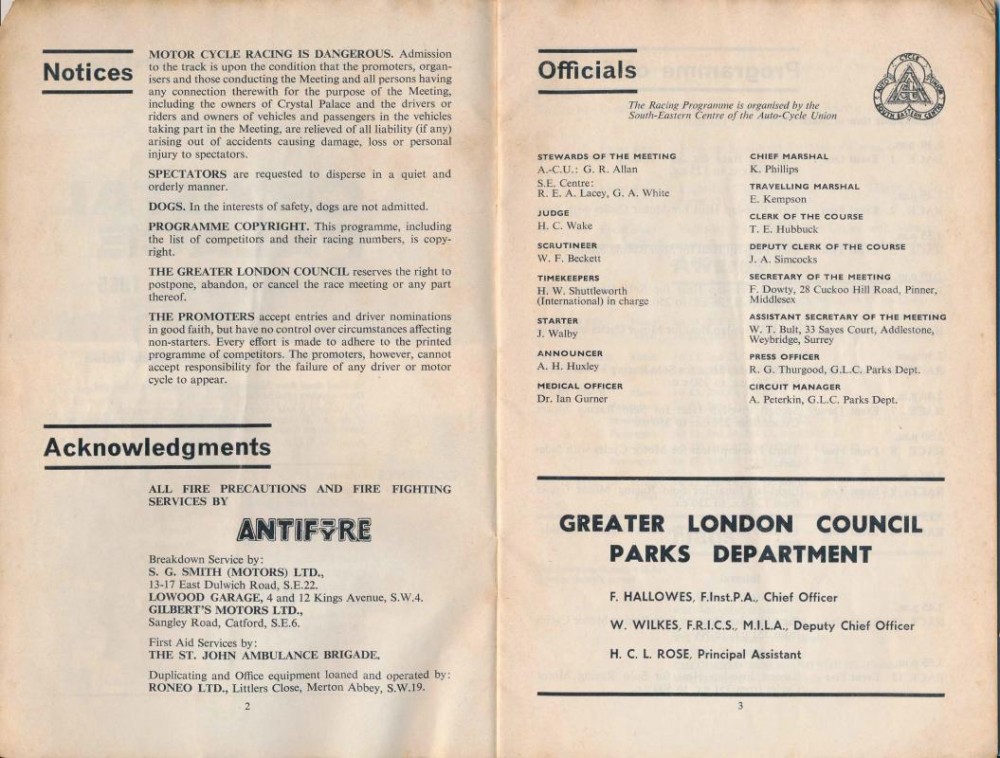 Notices
MOTOR CYCLE RACING IS DANGEROUS. Admission
to the track is upon the condition that the promoters, organ-
isers and those conducting the Meeting and all persons having
any connection therewith for the purpose of the Meeting,
including the owners of Crystal Palace and the drivers or
riders and owners of vehicles and passengers in the vehicles
taking part in the Meeting, are relieved of all liability (if any)
arising out of accidents causing damage, loss or personal
injury to spectators.
SPECTATORS are requested to disperse in a quiet and
orderly manner.
DOGS. In the interests of safety, dogs are not admitted.
PROGRAMME COPYRIGHT. This programme, including
the list of competitors and their racing numbers, is copy-
right.
THE GREATER LONDON COUNCIL reserves the right to
postpone, abandon, or cancel the race meeting or any part
thereof.
THE PROMOTERS accept entries and driver nominations
in good faith, but have no control over circumstances affecting
non-starters. Every effort is made to adhere to the printed
programme of competitors. The promoters, however, cannot
accept responsibility for the failure of any driver or motor
cycle to appear.
Acknowledgments
ALL FIRE PRECAUTIONS AND FIRE FIGHTING
SERVICES BY
ANTIFYRE
Breakdown Service by:
S. G. SMITH (MOTORS) LTD.,
13-17 East Dulwich Road, S.E.22.
LOWOOD GARAGE, 4 and 12 Kings Avenue, S.W.4.
GILBERT'S MOTORS LTD.,
Sangley Road, Catford, S.E.6.
First Aid Services by:
THE ST. JOHN AMBULANCE BRIGADE.
Duplicating and Office equipment loaned and operated by:
RONEO LTD., Littlers Close, Merton Abbey, S.W.19.
2
Officials
The Racing Programme is organised by the
South-Eastern Centre of the Auto-Cycle Union
AUTO CYCLE UNION
SOUTH EASTERN CENTRE
STEWARDS OF THE MEETING
A.-C.U.: G. R. Allan
S.E. Centre:
R. E. A. Lacey, G. A. White
JUDGE
H. C. Wake
SCRUTINEER
W. F. Beckett
TIMEKEEPERS
H. W. Shuttleworth
(International) in charge
STARTER
J. Walby
ANNOUNCER
A. H. Huxley
MEDICAL OFFICER
Dr. Ian Gurner
CHIEF MARSHAL
K. Phillips
TRAVELLING MARSHAL
E. Kempson
CLERK OF THE COURSE
T. E. Hubbuck
DEPUTY CLERK OF THE COURSE
J. A. Simcocks
SECRETARY OF THE MEETING
F. Dowty, 28 Cuckoo Hill Road, Pinner,
Middlesex
ASSISTANT SECRETARY OF THE MEETING
W. T. Bult, 33 Sayes Court, Addlestone,
Weybridge, Surrey
PRESS OFFICER
R. G. Thurgood, G.L.C. Parks Dept.
CIRCUIT MANAGER
A. Peterkin, G.L.C. Parks Dept.
GREATER LONDON COUNCIL
PARKS DEPARTMENT
F. HALLOWES, F.Inst.P.A., Chief Officer
W. WILKES, F.R.I.C.S., M.I.L.A., Deputy Chief Officer
H. C. L. ROSE, Principal Assistant
3